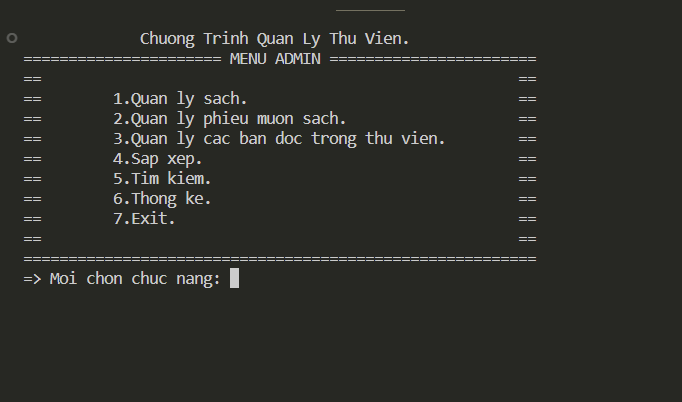 Chuong Trinh Quan Ly Thu Vien.
====================== MENU ADMIN =======================
==                                                     ==
==        1.Quan ly sach.                              ==
==        2.Quan ly phieu muon sach.                   ==
==        3.Quan ly cac ban doc trong thu vien.        ==
==        4.Sap xep.                                   ==
==        5.Tim kiem.                                  ==
==        6.Thong ke.                                  ==
==        7.Exit.                                      ==
==                                                     ==
=========================================================
=> Moi chon chuc nang: